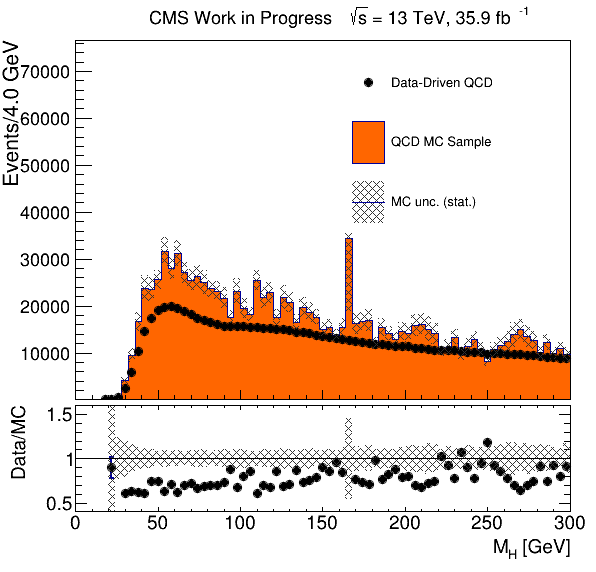 CMS Work in Progress √s = 13 TeV, 35.9 fb⁻¹
Events/4.0 GeV
70000
60000
50000
40000
30000
20000
10000
Data-Driven QCD
QCD MC Sample
MC unc. (stat.)
Data/MC
1.5
1
0.5
0 50 100 150 200 250 300
M_H [GeV]